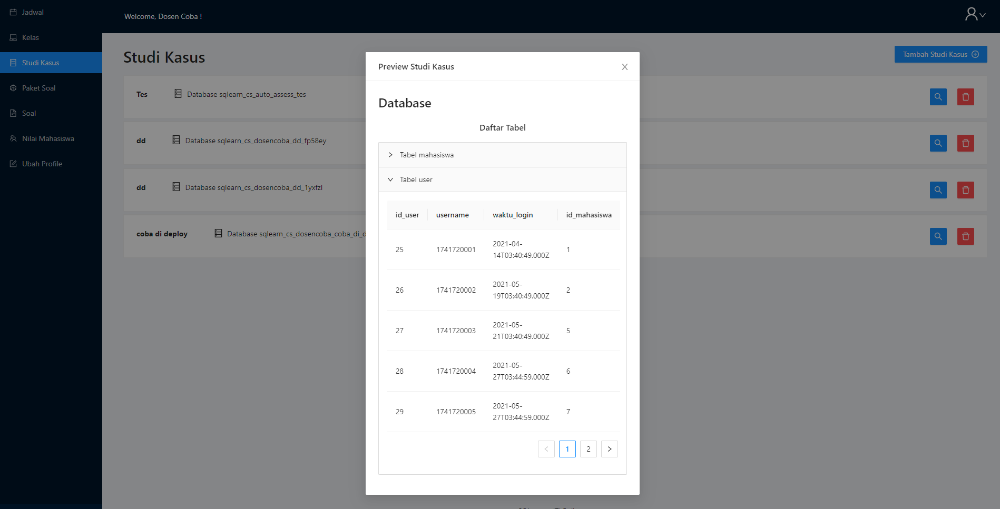 Jadwal
Kelas
Studi Kasus
Paket Soal
Soal
Nilai Mahasiswa
Ubah Profile
Welcome, Dosen Coba !
Studi Kasus
Tambah Studi Kasus
Tes
Database sqlearn_cs_auto_assess_tes
dd
Database sqlearn_cs_dosencoba_dd_fp58ey
dd
Database sqlearn_cs_dosencoba_dd_1yxfzl
coba di deploy
Database sqlearn_cs_dosencoba_coba_di_d
Preview Studi Kasus
Database
Daftar Tabel
Tabel mahasiswa
Tabel user
id_user username waktu_login id_mahasiswa
25 1741720001 2021-04-14T03:40:49.000Z 1
26 1741720002 2021-05-19T03:40:49.000Z 2
27 1741720003 2021-05-21T03:40:49.000Z 5
28 1741720004 2021-05-27T03:44:59.000Z 6
29 1741720005 2021-05-27T03:44:59.000Z 7
< 1 2 >